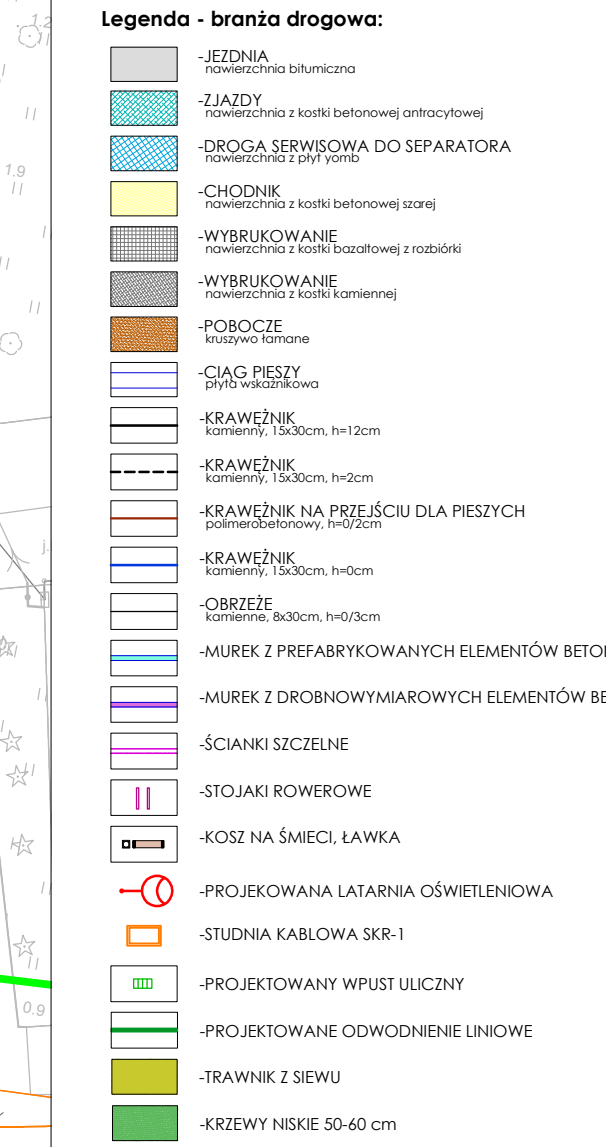 Legenda - branża drogowa:
-JEZDNIA
nawierzchnia bitumiczna
-ZJAZDY
nawierzchnia z kostki betonowej antracytowej
-DROGA SERWISOWA DO SEPARATORA
nawierzchnia z płyt yomb
-CHODNIK
nawierzchnia z kostki betonowej szarej
-WYBRUKOWANIE
nawierzchnia z kostki bazaltowej z rozbiórki
-WYBRUKOWANIE
nawierzchnia z kostki kamiennej
-POBOCZE
kruszywo łamane
-CIĄG PIESZY
płyta wskaźnikowa
-KRAWĘŻNIK
kamienny, 15x30cm, h=12cm
-KRAWĘŻNIK
kamienny, 15x30cm, h=2cm
-KRAWĘŻNIK NA PRZEJŚCIU DLA PIESZYCH
polimerobetonowy, h=0/2cm
-KRAWĘŻNIK
kamienny, 15x30cm, h=0cm
-OBRZEŻE
kamienne, 8x30cm, h=0/3cm
-MUREK Z PREFABRYKOWANYCH ELEMENTÓW
-MUREK Z DROBNOWYMIAROWYCH ELEMENTÓW
-ŚCIANKI SZCZELNE
-STOJAKI ROWEROWE
-KOSZ NA ŚMIECI, ŁAWKA
-PROJEKOWANA LATARNIA OŚWIETLENIOWA
-STUDNIA KABLOWA SKR-1
-PROJEKTOWANY WPUST ULICZNY
-PROJEKTOWANE ODWODNIENIE LINIOWE
-TRAWNIK Z SIEWU
-KRZEWY NISKIE 50-60 cm
1.2
1.9
0.9